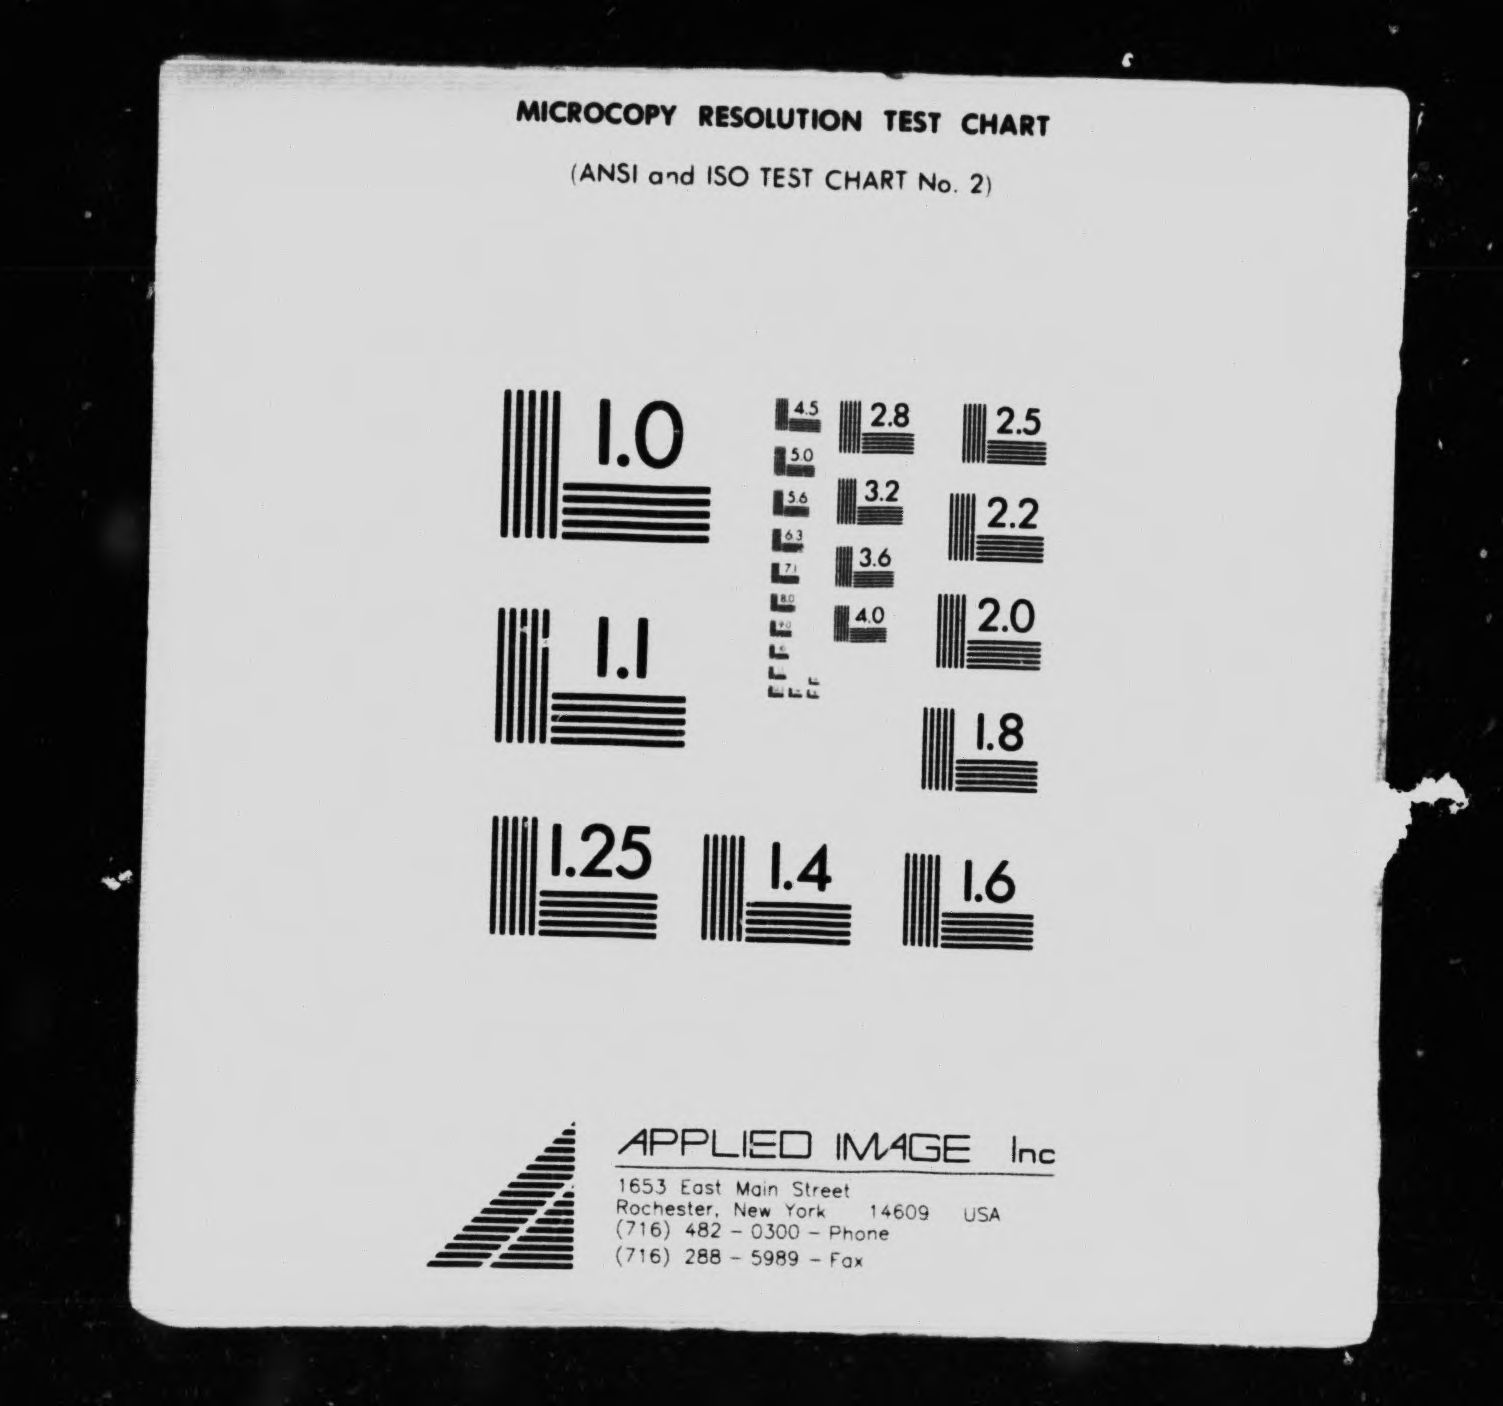 MICROCOPY RESOLUTION TEST CHART
(ANSI and ISO TEST CHART No. 2)
1.0
1.1
1.25
1.4
1.6
1.8
2.0
2.2
2.5
2.8
3.2
3.6
4.0
4.5
5.0
5.6
6.3
7.1
8.0
9.0
APPLIED IMAGE Inc
1653 East Main Street
Rochester, New York 14609 USA
(716) 482 - 0300 - Phone
(716) 288 - 5989 - Fax